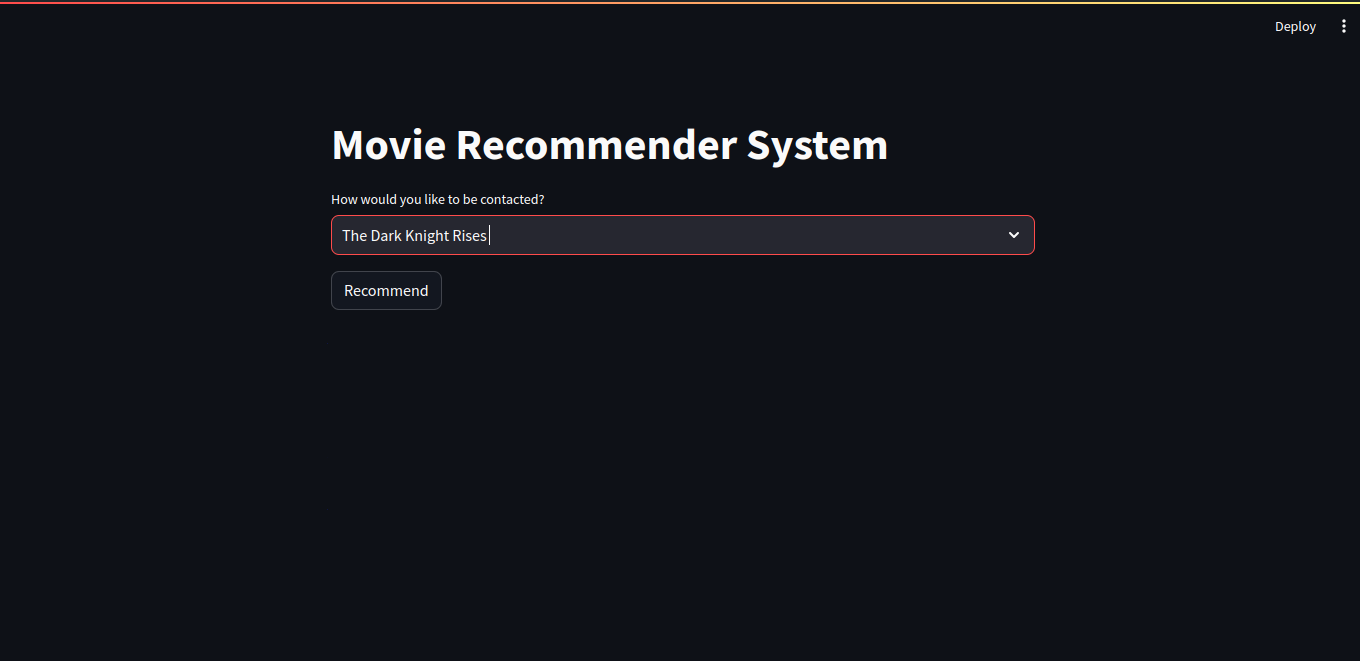 Deploy
Movie Recommender System
How would you like to be contacted?
The Dark Knight Rises
Recommend